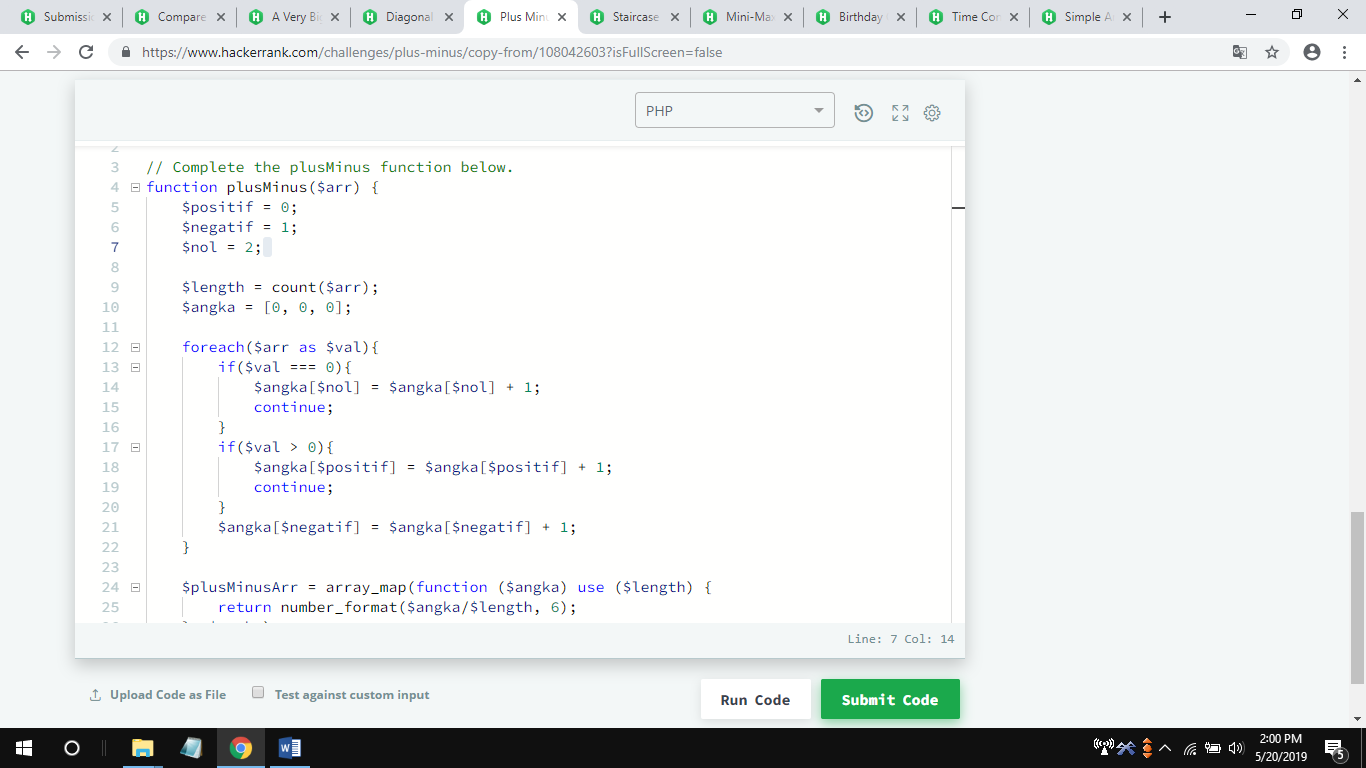 Submissi
Compare
A Very Bi
Diagonal
Plus Minu
Staircase
Mini-Max
Birthday
Time Con
Simple A
https://www.hackerrank.com/challenges/plus-minus/copy-from/108042603?isFullScreen=false
PHP
2
3 // Complete the plusMinus function below.
4 function plusMinus($arr) {
5 $positif = 0;
6 $negatif = 1;
7 $nol = 2;
8
9 $length = count($arr);
10 $angka = [0, 0, 0];
11
12 foreach($arr as $val){
13 if($val === 0){
14 $angka[$nol] = $angka[$nol] + 1;
15 continue;
16 }
17 if($val > 0){
18 $angka[$positif] = $angka[$positif] + 1;
19 continue;
20 }
21 $angka[$negatif] = $angka[$negatif] + 1;
22 }
23
24 $plusMinusArr = array_map(function ($angka) use ($length) {
25 return number_format($angka/$length, 6);
Line: 7 Col: 14
Upload Code as File
Test against custom input
Run Code
Submit Code
2:00 PM
5/20/2019
5